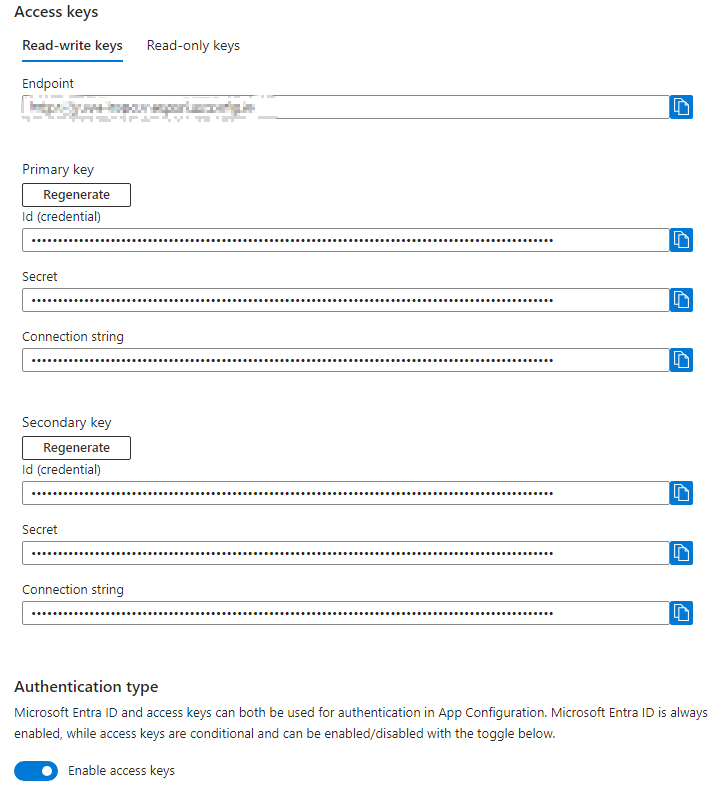 Access keys
Read-write keys Read-only keys
Endpoint
Primary key
Regenerate
Id (credential)
Secret
Connection string
Secondary key
Regenerate
Id (credential)
Secret
Connection string
Authentication type
Microsoft Entra ID and access keys can both be used for authentication in App Configuration. Microsoft Entra ID is always
enabled, while access keys are conditional and can be enabled/disabled with the toggle below.
Enable access keys